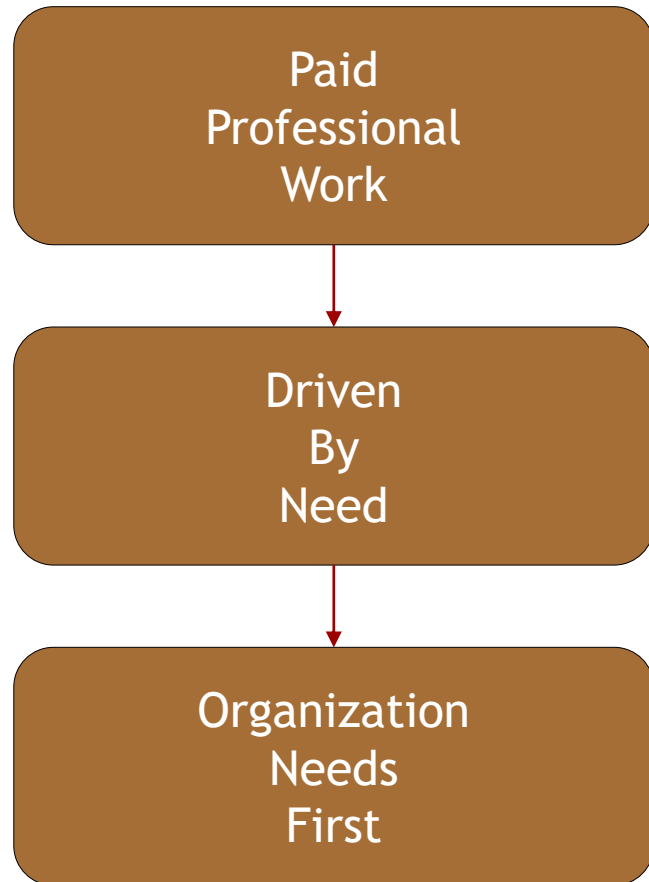 Paid
Professional
Work
Driven
By
Need
Organization
Needs
First